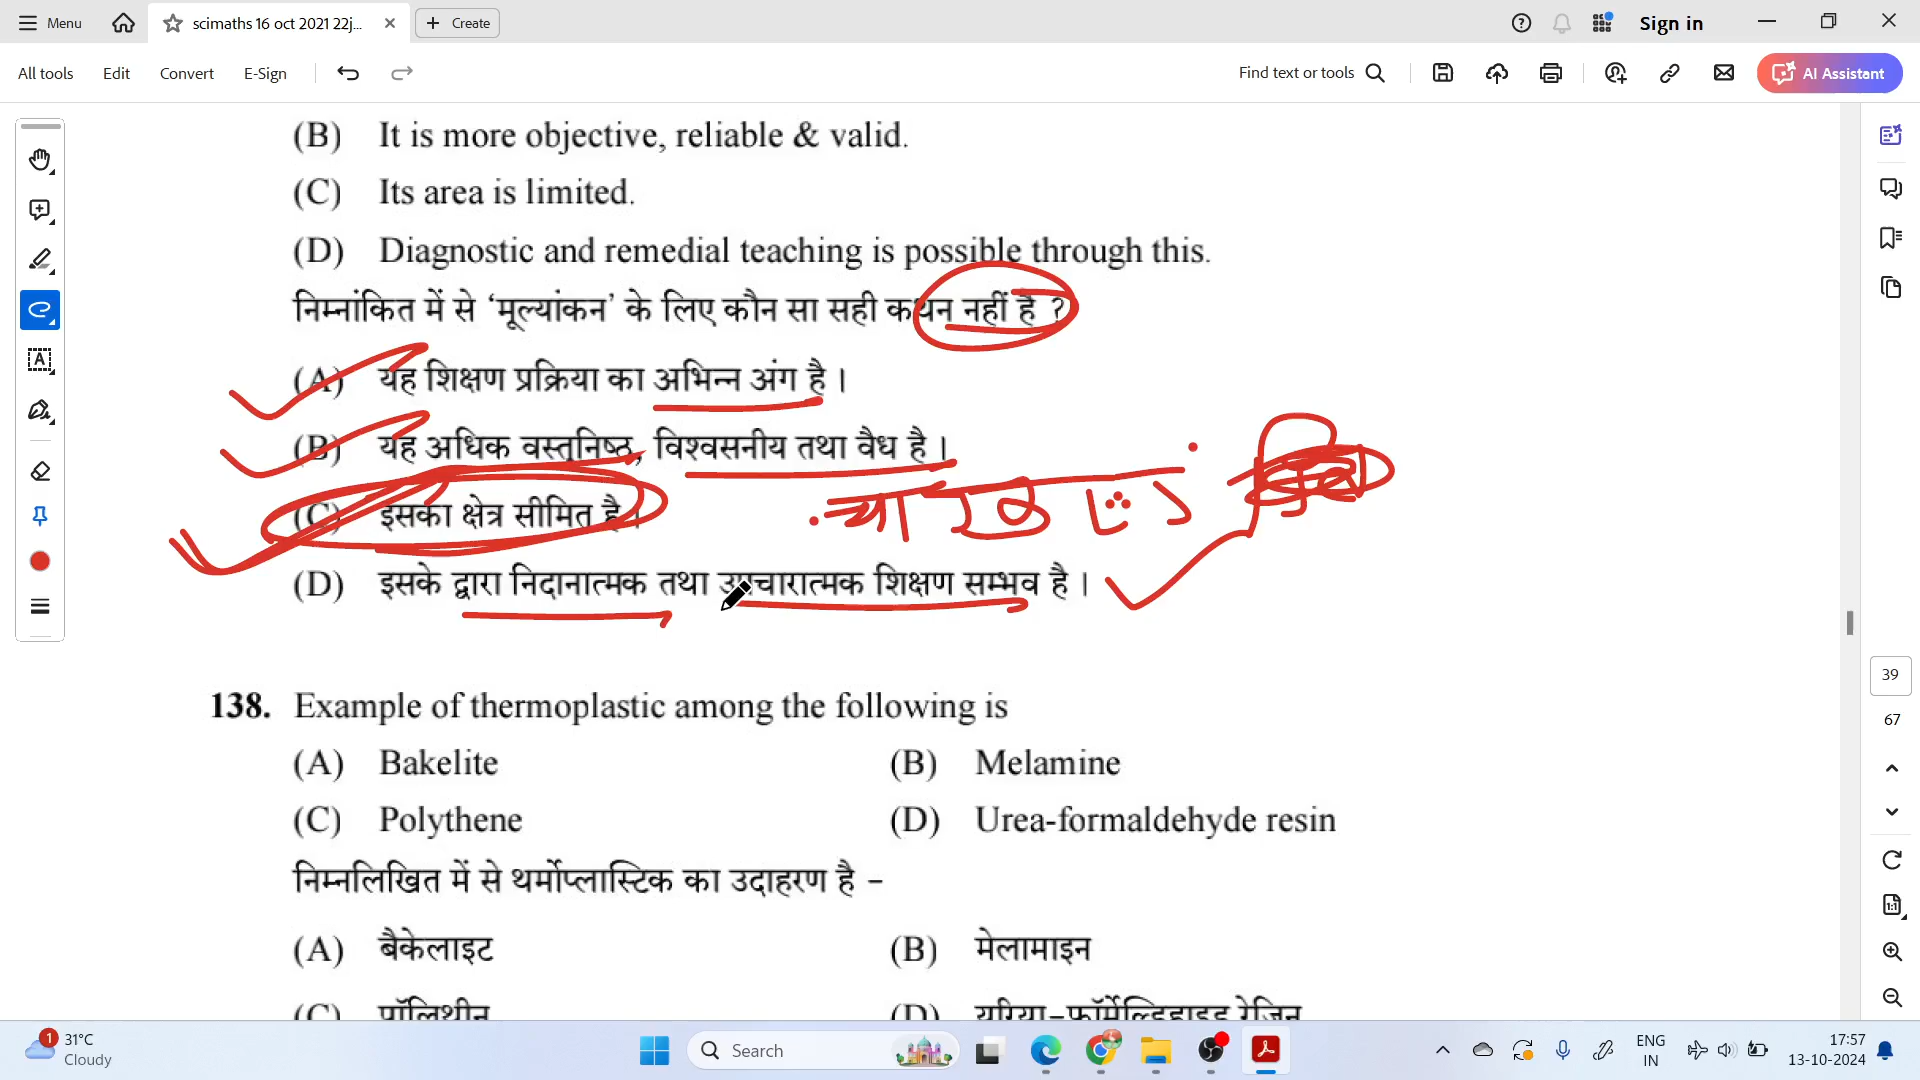 Menu
scimaths 16 oct 2021 22j...
Create
Sign in
All tools
Edit
Convert
E-Sign
Find text or tools
AI Assistant
(B) It is more objective, reliable & valid.
(C) Its area is limited.
(D) Diagnostic and remedial teaching is possible through this.
निम्नांकित में से ‘मूल्यांकन’ के लिए कौन सा सही कथन नहीं है ?
(A) यह शिक्षण प्रक्रिया का अभिन्न अंग है ।
(B) यह अधिक वस्तुनिष्ठ, विश्वसनीय तथा वैध है ।
(C) इसका क्षेत्र सीमित है ।
(D) इसके द्वारा निदानात्मक तथा उपचारात्मक शिक्षण सम्भव है ।
138. Example of thermoplastic among the following is
(A) Bakelite (B) Melamine
(C) Polythene (D) Urea-formaldehyde resin
निम्नलिखित में से थर्मोप्लास्टिक का उदाहरण है –
(A) बैकेलाइट (B) मेलामाइन
(C) पॉलिथीन (D) यूरिया-फॉर्मेल्डिहाइड रेजिन
39
67
1
31°C
Cloudy
Search
ENG
IN
17:57
13-10-2024